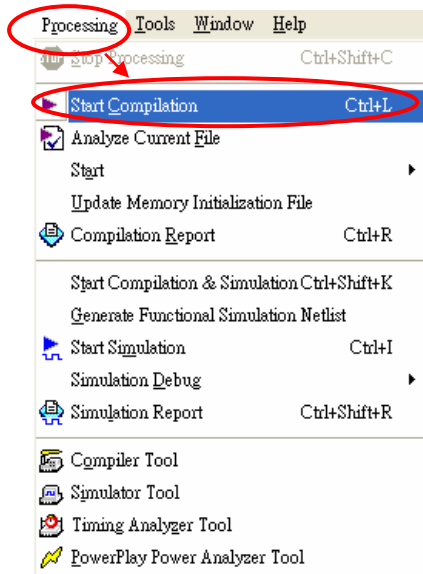 Processing Tools Window Help
Stop Processing Ctrl+Shift+C
Start Compilation Ctrl+L
Analyze Current File
Start
Update Memory Initialization File
Compilation Report Ctrl+R
Start Compilation & Simulation Ctrl+Shift+K
Generate Functional Simulation Netlist
Start Simulation Ctrl+I
Simulation Debug
Simulation Report Ctrl+Shift+R
Compiler Tool
Simulator Tool
Timing Analyzer Tool
PowerPlay Power Analyzer Tool